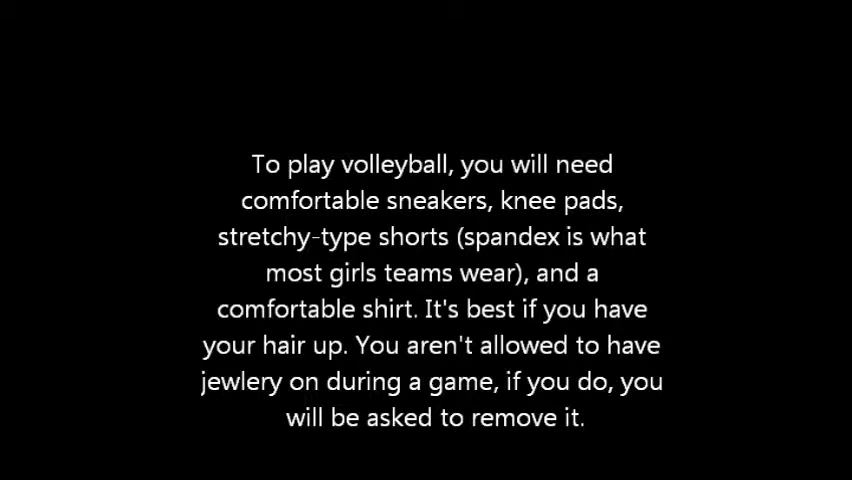 To play volleyball, you will need
comfortable sneakers, knee pads,
stretchy-type shorts (spandex is what
most girls teams wear), and a
comfortable shirt. It's best if you have
your hair up. You aren't allowed to have
jewlery on during a game, if you do, you
will be asked to remove it.